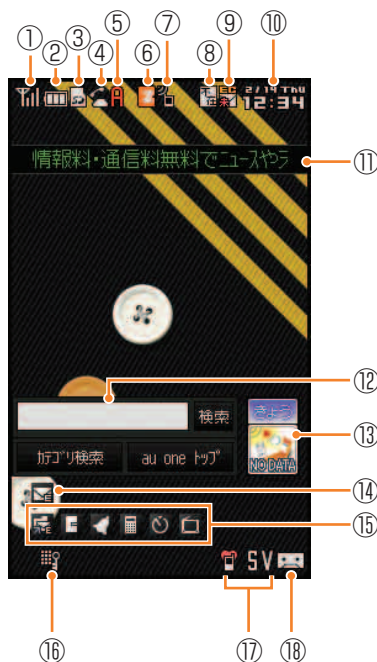 ① ② ③ ④ ⑤ ⑥ ⑦ ⑧ ⑨ ⑩
A 2/14 THU
12:34
情報料・通信料無料でニュースやラ ⑪
⑫
検索 きょう
カテゴリ検索 au one トップ NO DATA ⑬
E ⑭
E ⑮
SV
⑯ ⑰ ⑱